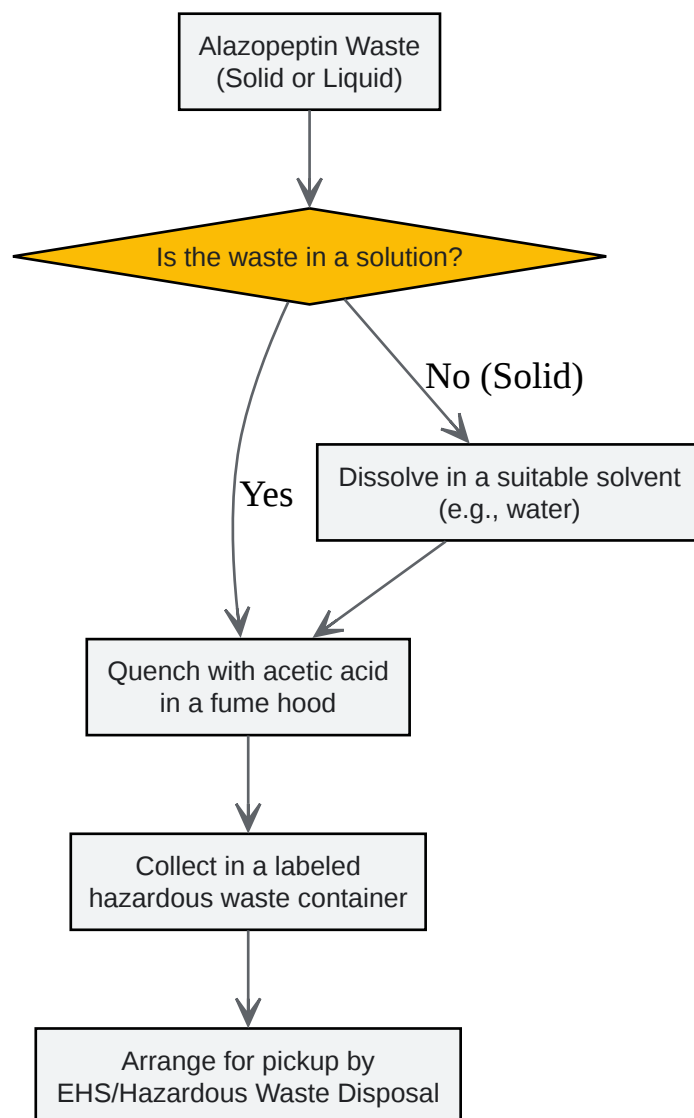 Alazopeptin Waste
(Solid or Liquid)
Is the waste in a solution?
No (Solid)
Dissolve in a suitable solvent
(e.g., water)
Yes
Quench with acetic acid
in a fume hood
Collect in a labeled
hazardous waste container
Arrange for pickup by
EHS/Hazardous Waste Disposal